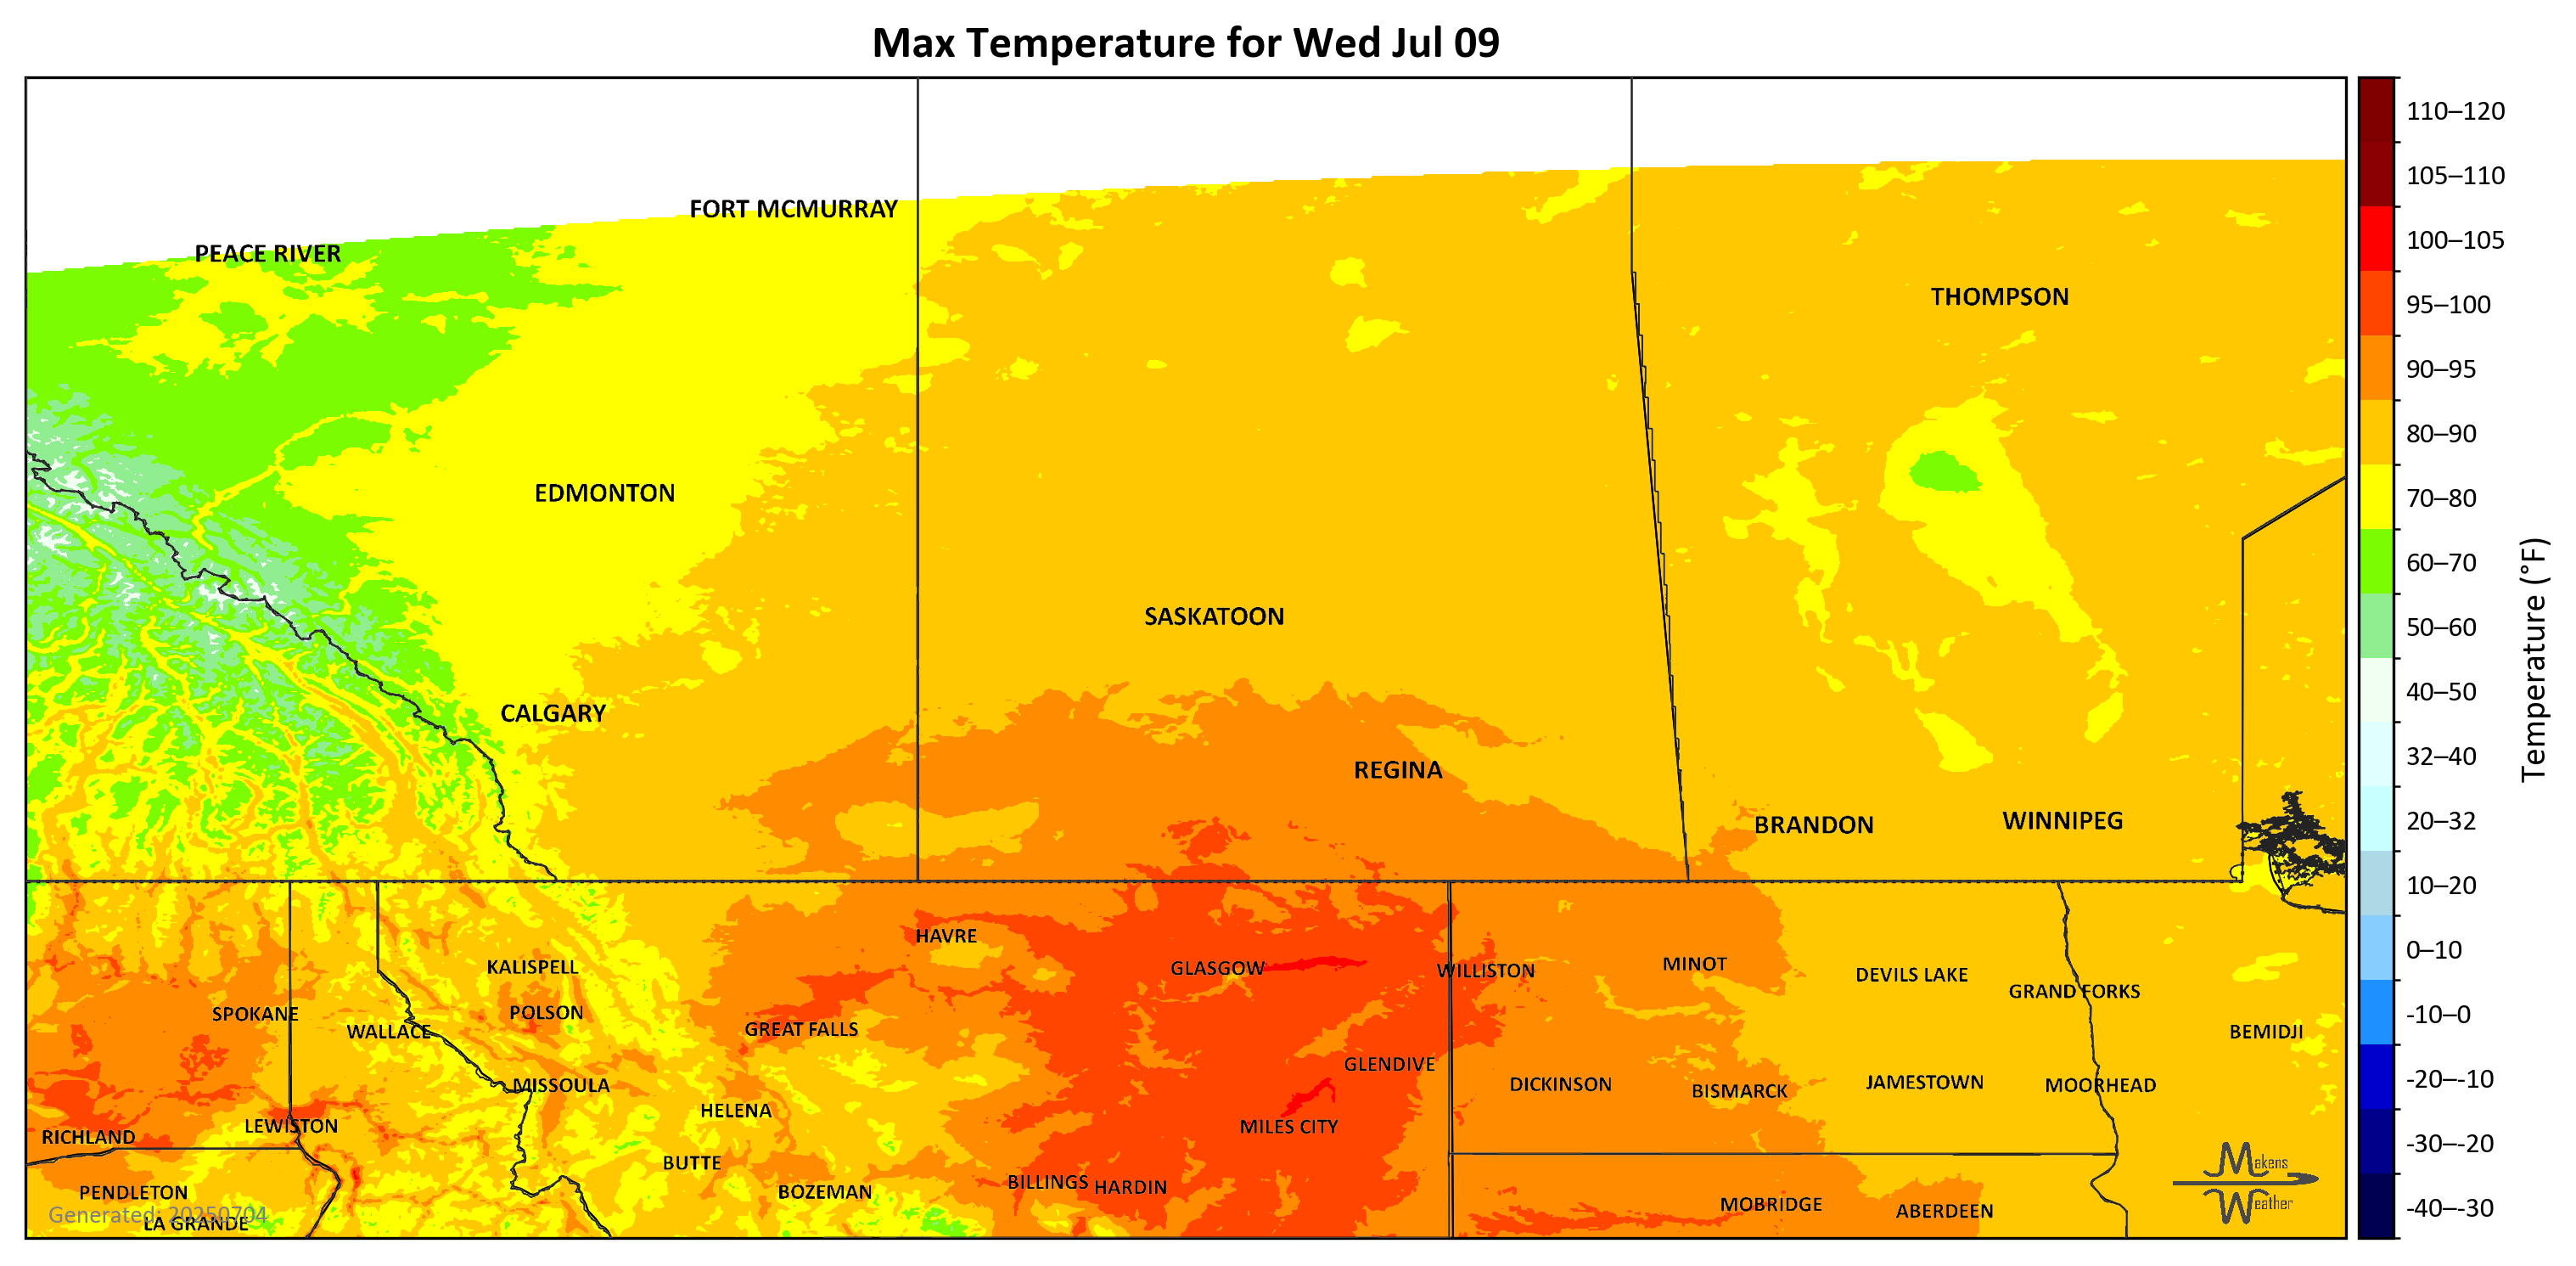 Max Temperature for Wed Jul 09
FORT MCMURRAY
PEACE RIVER
THOMPSON
EDMONTON
SASKATOON
CALGARY
REGINA
BRANDON
WINNIPEG
HAVRE
KALISPELL
GLASGOW
WILLISTON
MINOT
DEVILS LAKE
GRAND FORKS
SPOKANE
POLSON
WALLACE
GREAT FALLS
BEMIDJI
GLENDIVE
MISSOULA
DICKINSON
BISMARCK
JAMESTOWN
MOORHEAD
HELENA
LEWISTON
MILES CITY
RICHLAND
BUTTE
PENDLETON
BOZEMAN
BILLINGS
HARDIN
MOBRIDGE
ABERDEEN
Generated: 20250704
LA GRANDE
Makens
Weather
110–120
105–110
100–105
95–100
90–95
80–90
70–80
60–70
50–60
40–50
32–40
20–32
10–20
0–10
-10–0
-20–-10
-30–-20
-40–-30
Temperature (°F)